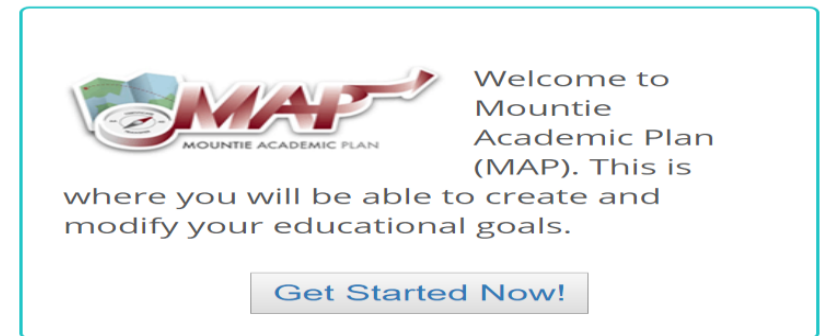 MAP
MOUNTIE ACADEMIC PLAN
Welcome to
Mountie
Academic Plan
(MAP). This is
where you will be able to create and
modify your educational goals.
Get Started Now!